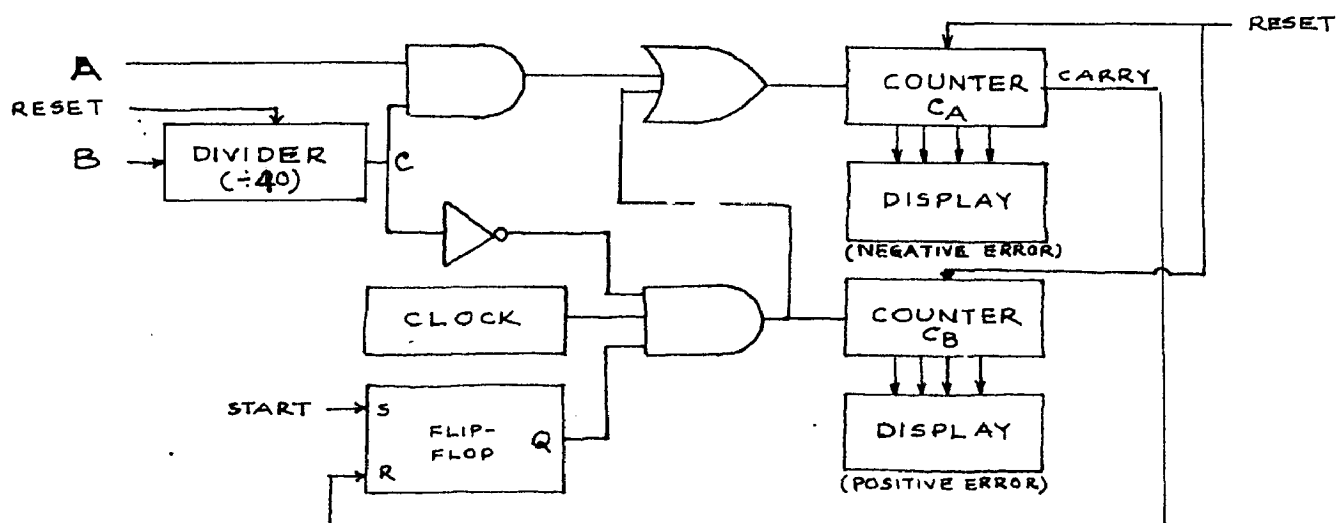 RESET
A
RESET
B
DIVIDER
(÷40)
C
COUNTER
CA
CARRY
DISPLAY
(NEGATIVE ERROR)
CLOCK
COUNTER
CB
START
S
FLIP-
FLOP
Q
R
DISPLAY
(POSITIVE ERROR)